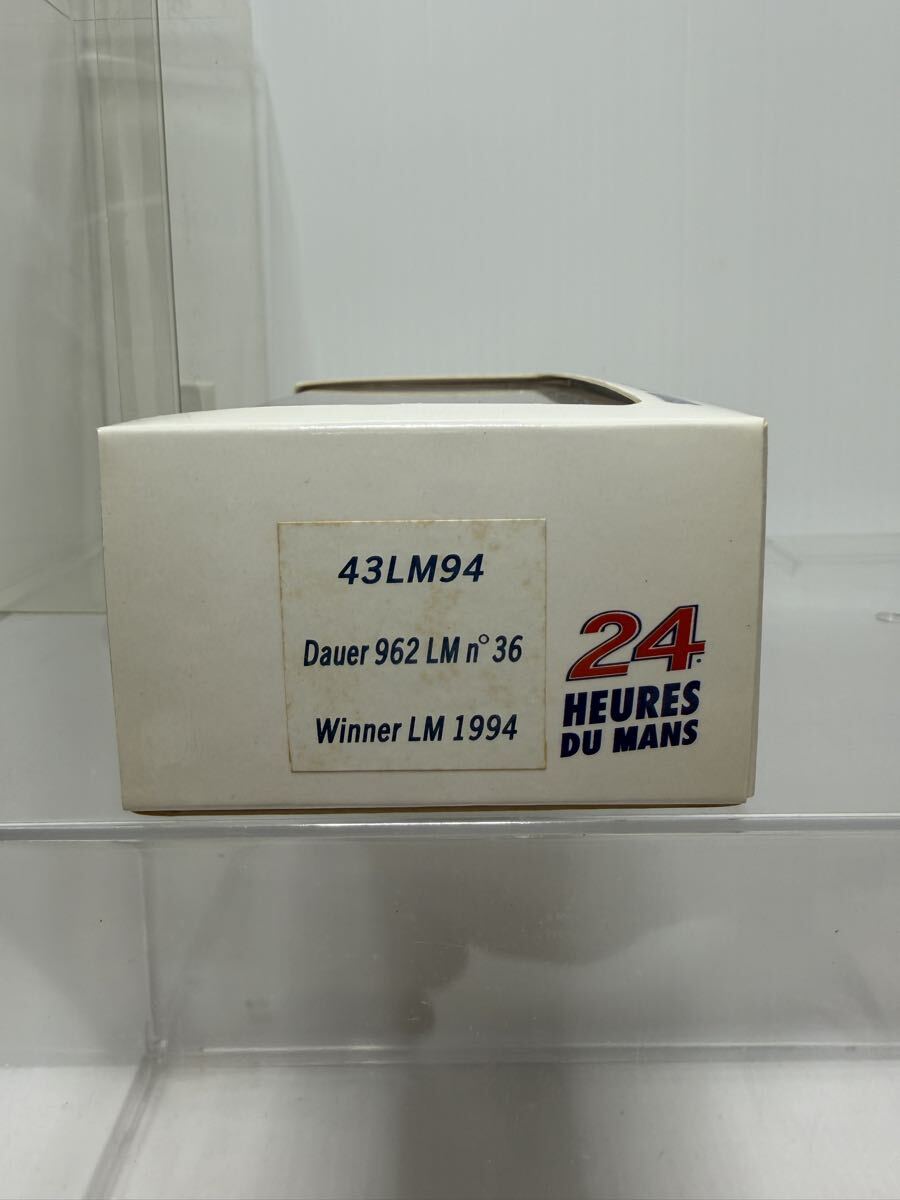 43LM94
Dauer 962 LM n° 36
Winner LM 1994
24
HEURES
DU MANS